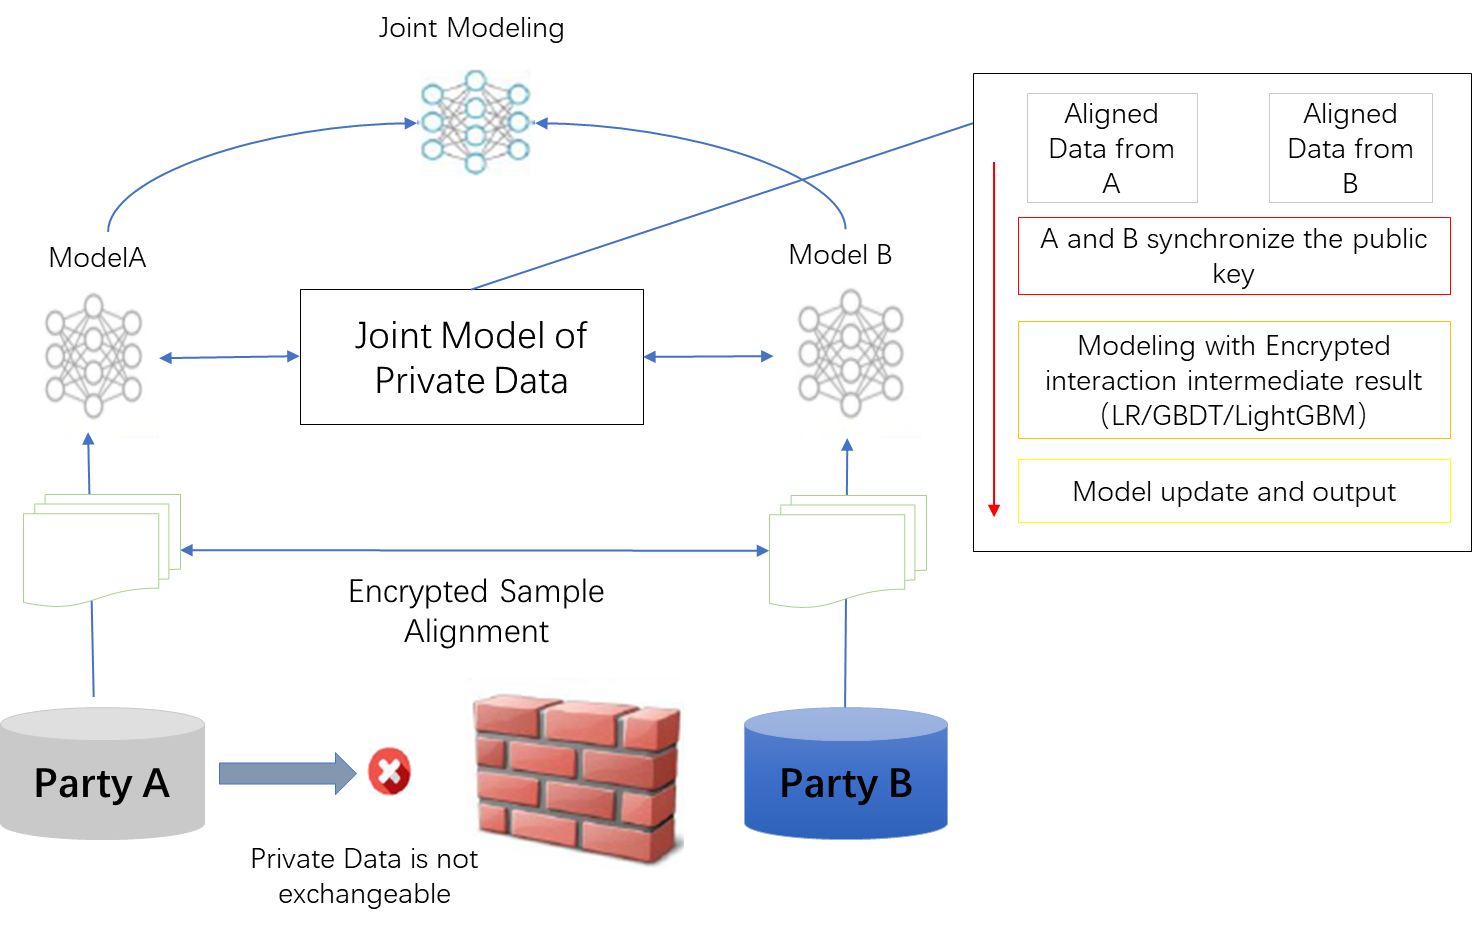 Joint Modeling
ModelA
Model B
Joint Model of
Private Data
Encrypted Sample
Alignment
Party A
Party B
Private Data is not
exchangeable
Aligned
Data from
A
Aligned
Data from
B
A and B synchronize the public
key
Modeling with Encrypted
interaction intermediate result
（LR/GBDT/LightGBM）
Model update and output